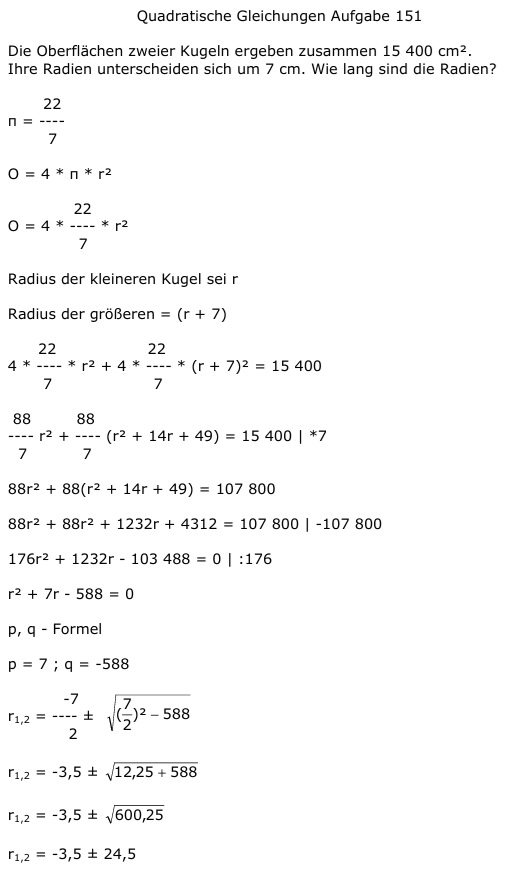 Quadratische Gleichungen Aufgabe 151
Die Oberflächen zweier Kugeln ergeben zusammen 15 400 cm².
Ihre Radien unterscheiden sich um 7 cm. Wie lang sind die Radien?
22
п = ----
7
O = 4 * п * r²
22
O = 4 * ---- * r²
7
Radius der kleineren Kugel sei r
Radius der größeren = (r + 7)
22 22
4 * ---- * r² + 4 * ---- * (r + 7)² = 15 400
7 7
88 88
---- r² + ---- (r² + 14r + 49) = 15 400 | *7
7 7
88r² + 88(r² + 14r + 49) = 107 800
88r² + 88r² + 1232r + 4312 = 107 800 | -107 800
176r² + 1232r - 103 488 = 0 | :176
r² + 7r - 588 = 0
p, q - Formel
p = 7 ; q = -588
-7
r₁,₂ = ---- ± √((7/2)² – 588)
2
r₁,₂ = -3,5 ± √(12,25 + 588)
r₁,₂ = -3,5 ± √600,25
r₁,₂ = -3,5 ± 24,5